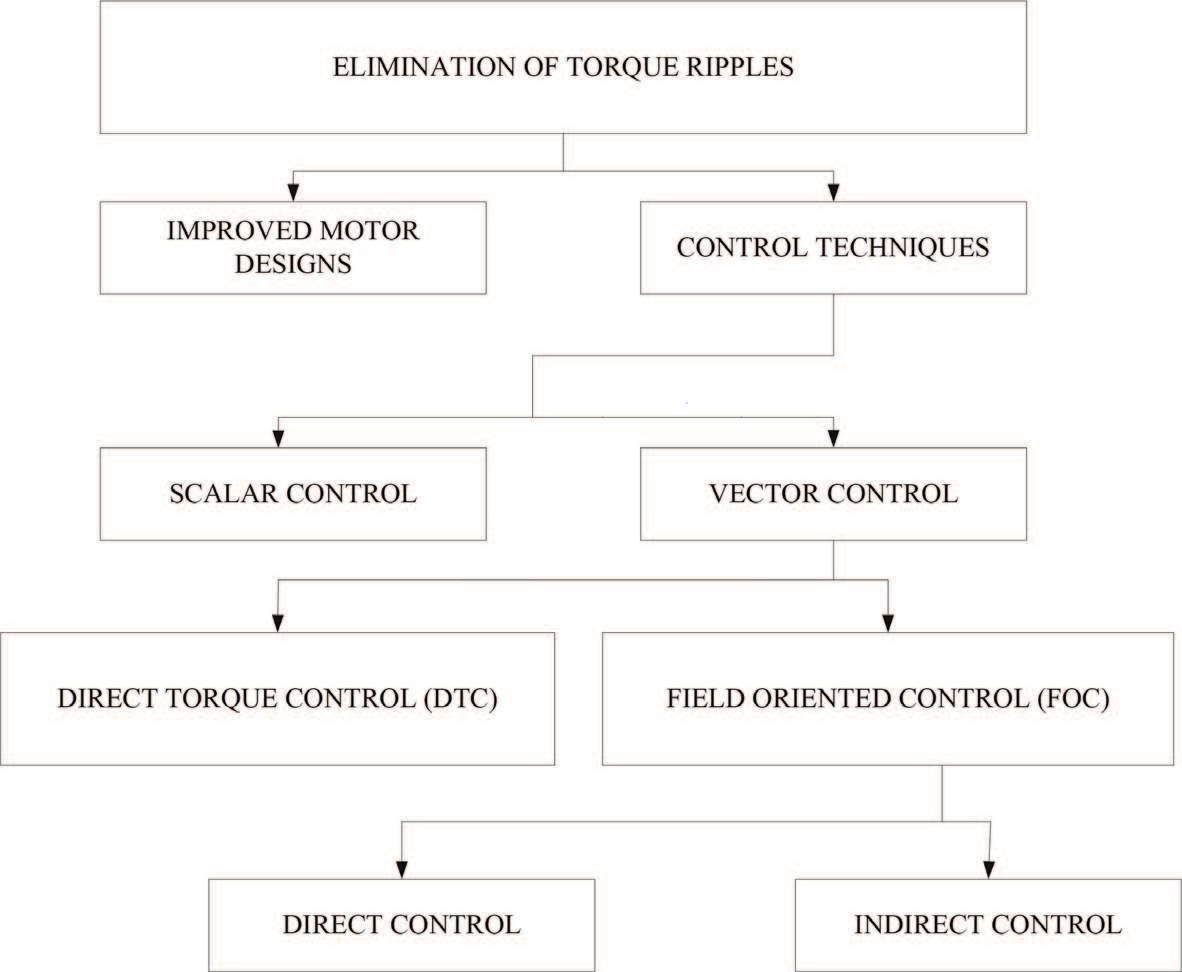 ELIMINATION OF TORQUE RIPPLES
IMPROVED MOTOR
DESIGNS
CONTROL TECHNIQUES
SCALAR CONTROL
VECTOR CONTROL
DIRECT TORQUE CONTROL (DTC)
FIELD ORIENTED CONTROL (FOC)
DIRECT CONTROL
INDIRECT CONTROL